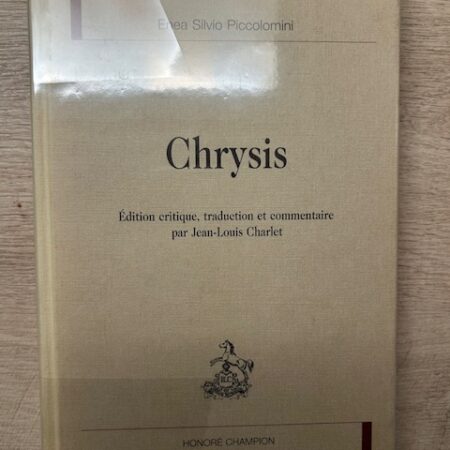 Enea Silvio Piccolomini
Chrysis
Édition critique, traduction et commentaire
par Jean-Louis Charlet
H.C
HONORÉ CHAMPION